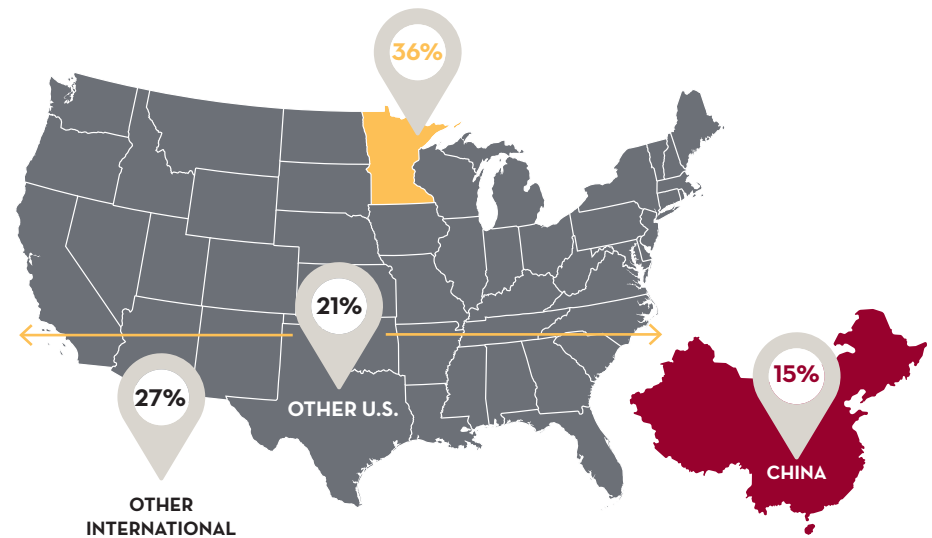 36%
21%
OTHER U.S.
27%
OTHER
INTERNATIONAL
15%
CHINA